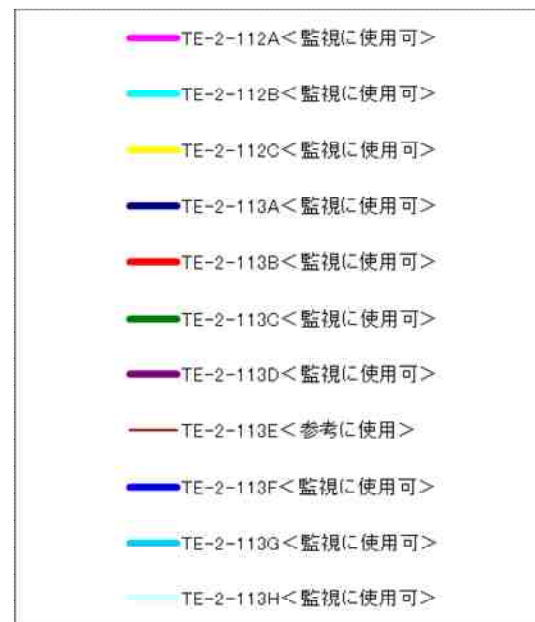 TE-2-112A＜監視に使用可＞
TE-2-112B＜監視に使用可＞
TE-2-112C＜監視に使用可＞
TE-2-113A＜監視に使用可＞
TE-2-113B＜監視に使用可＞
TE-2-113C＜監視に使用可＞
TE-2-113D＜監視に使用可＞
TE-2-113E＜参考に使用＞
TE-2-113F＜監視に使用可＞
TE-2-113G＜監視に使用可＞
TE-2-113H＜監視に使用可＞